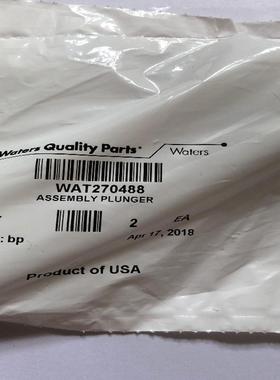 Waters Quality Parts®
Waters
WAT270488
ASSEMBLY PLUNGER
2 EA
: bp
Apr 17, 2018
Product of USA